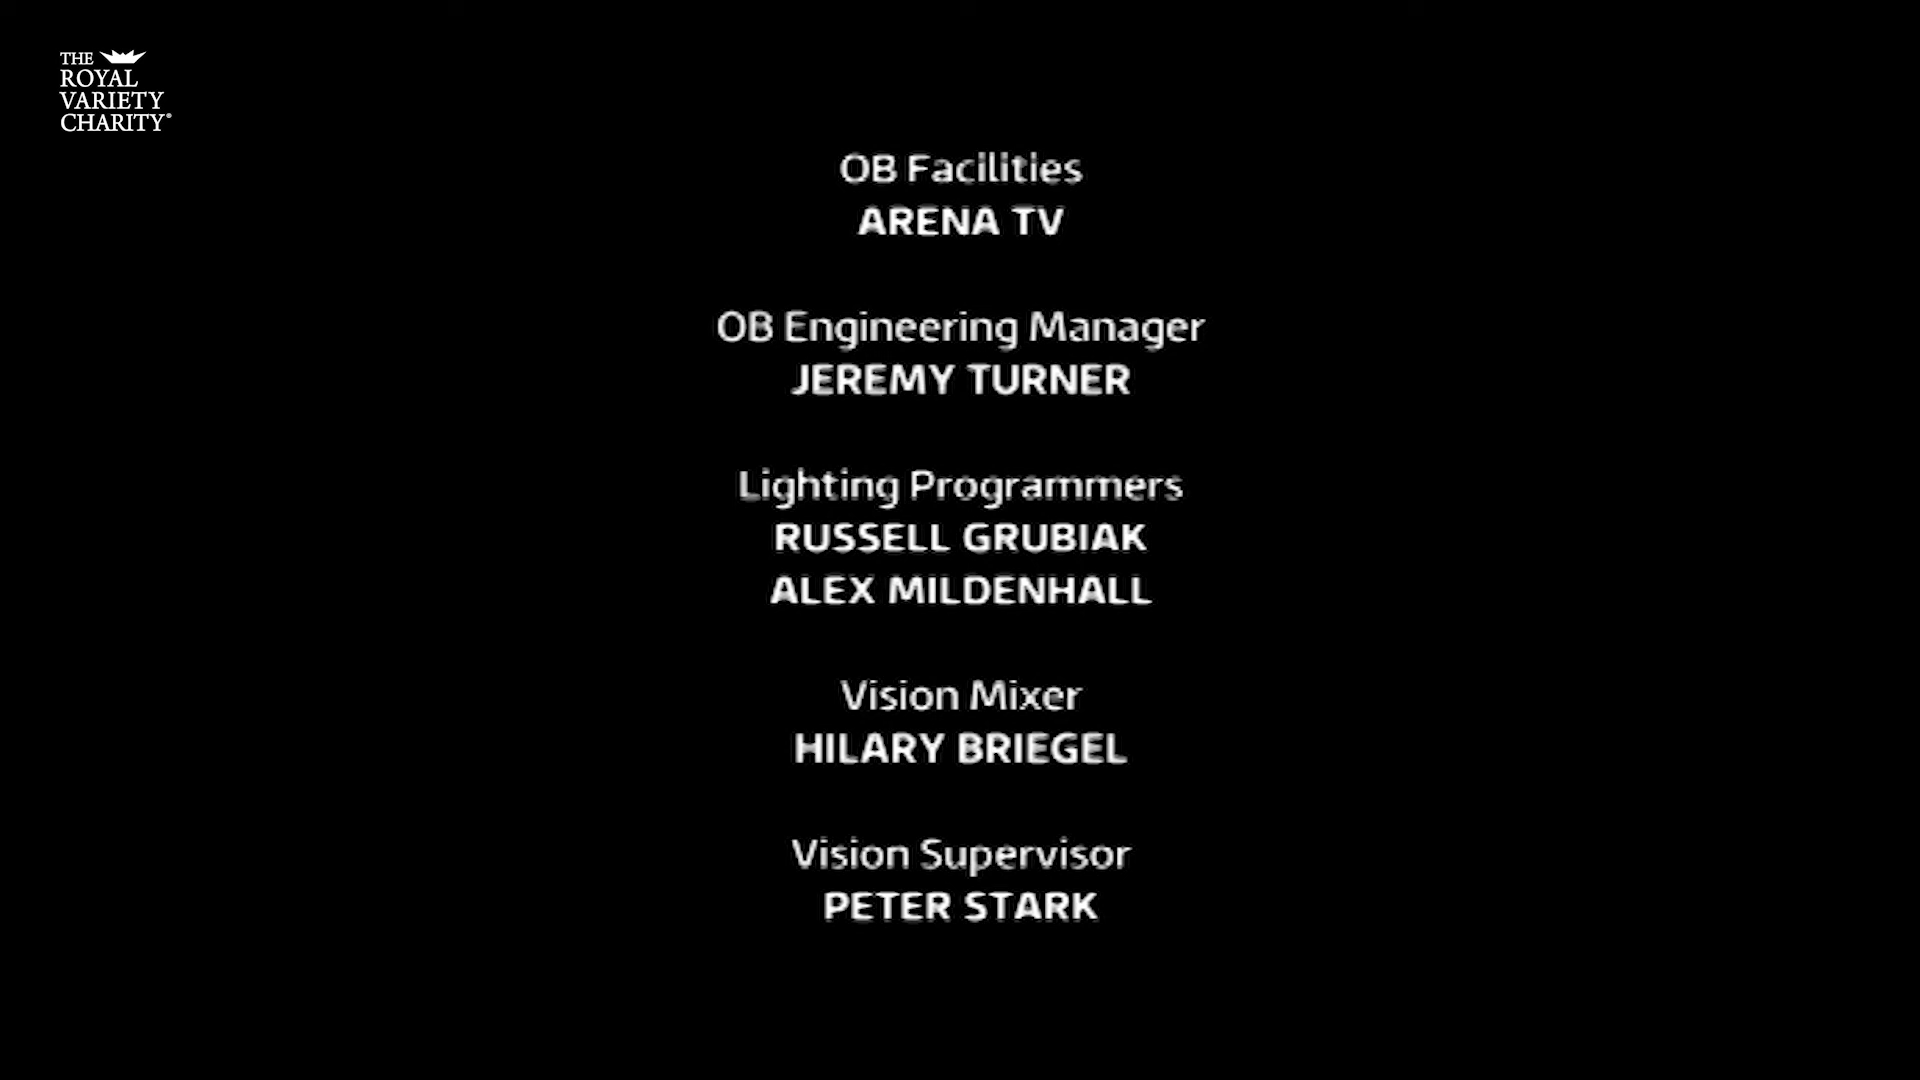 THE
ROYAL
VARIETY
CHARITY®
OB Facilities
ARENA TV
OB Engineering Manager
JEREMY TURNER
Lighting Programmers
RUSSELL GRUBIAK
ALEX MILDENHALL
Vision Mixer
HILARY BRIEGEL
Vision Supervisor
PETER STARK